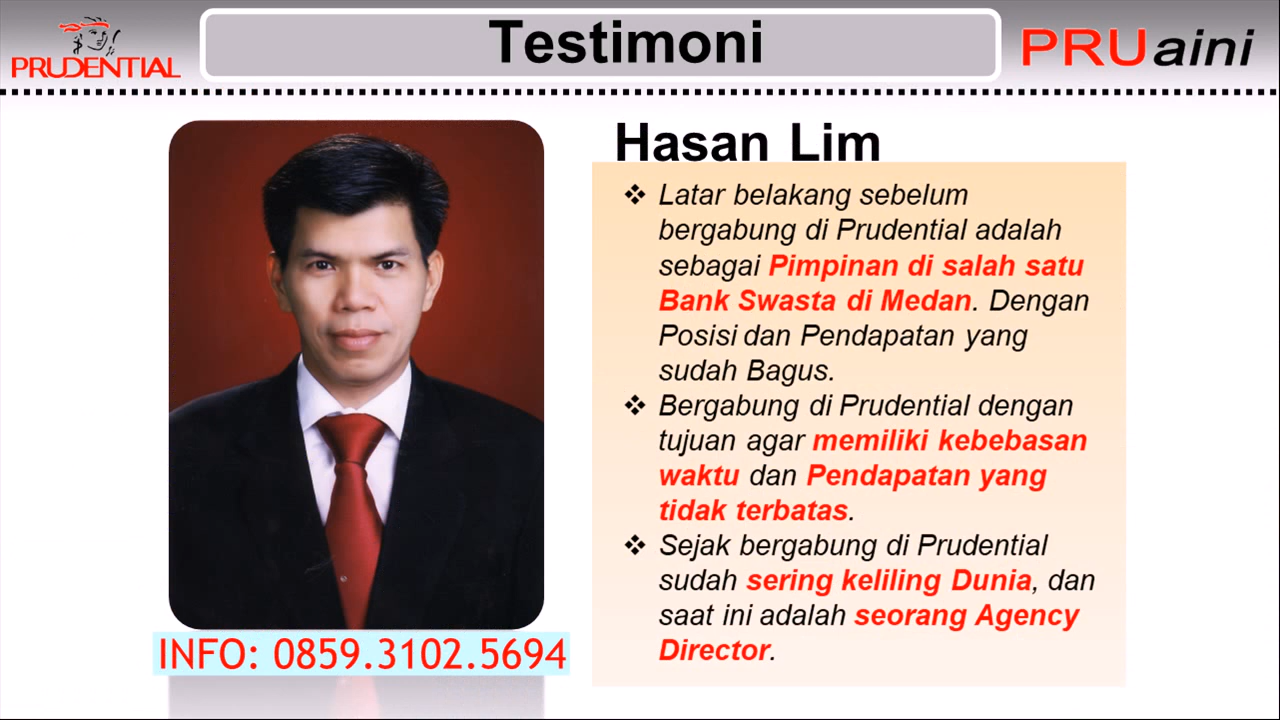 Testimoni
PRUDENTIAL
PRUaini
Hasan Lim
❖ Latar belakang sebelum
bergabung di Prudential adalah
sebagai Pimpinan di salah satu
Bank Swasta di Medan. Dengan
Posisi dan Pendapatan yang
sudah Bagus.
❖ Bergabung di Prudential dengan
tujuan agar memiliki kebebasan
waktu dan Pendapatan yang
tidak terbatas.
❖ Sejak bergabung di Prudential
sudah sering keliling Dunia, dan
saat ini adalah seorang Agency
Director.
INFO: 0859.3102.5694